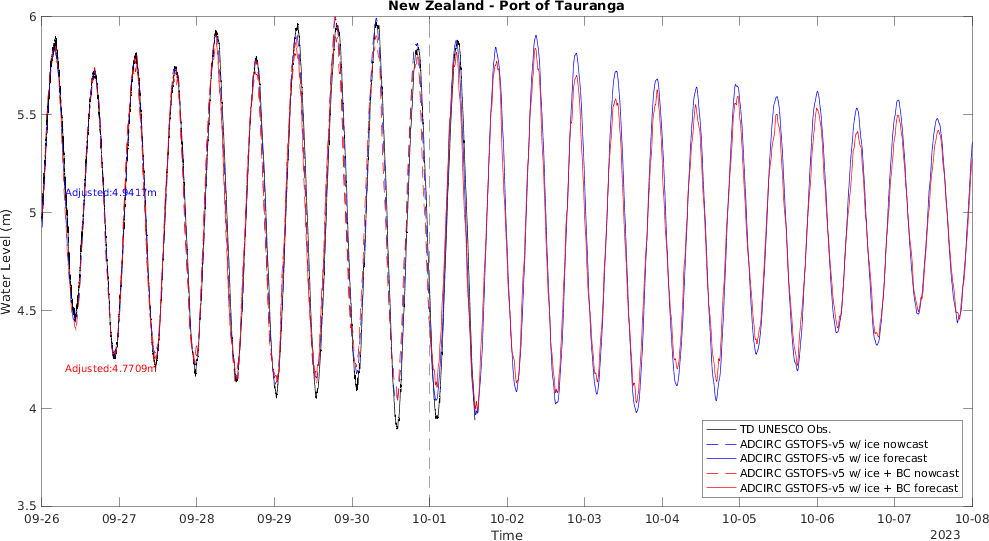 New Zealand - Port of Tauranga
6
5.5
5
4.5
4
3.5
Water Level (m)
Adjusted:4.9417m
Adjusted:4.7709m
TD UNESCO Obs.
ADCIRC GSTOFS-v5 w/ ice nowcast
ADCIRC GSTOFS-v5 w/ ice forecast
ADCIRC GSTOFS-v5 w/ ice + BC nowcast
ADCIRC GSTOFS-v5 w/ ice + BC forecast
09-26 09-27 09-28 09-29 09-30 10-01 10-02 10-03 10-04 10-05 10-06 10-07 10-08
Time
2023